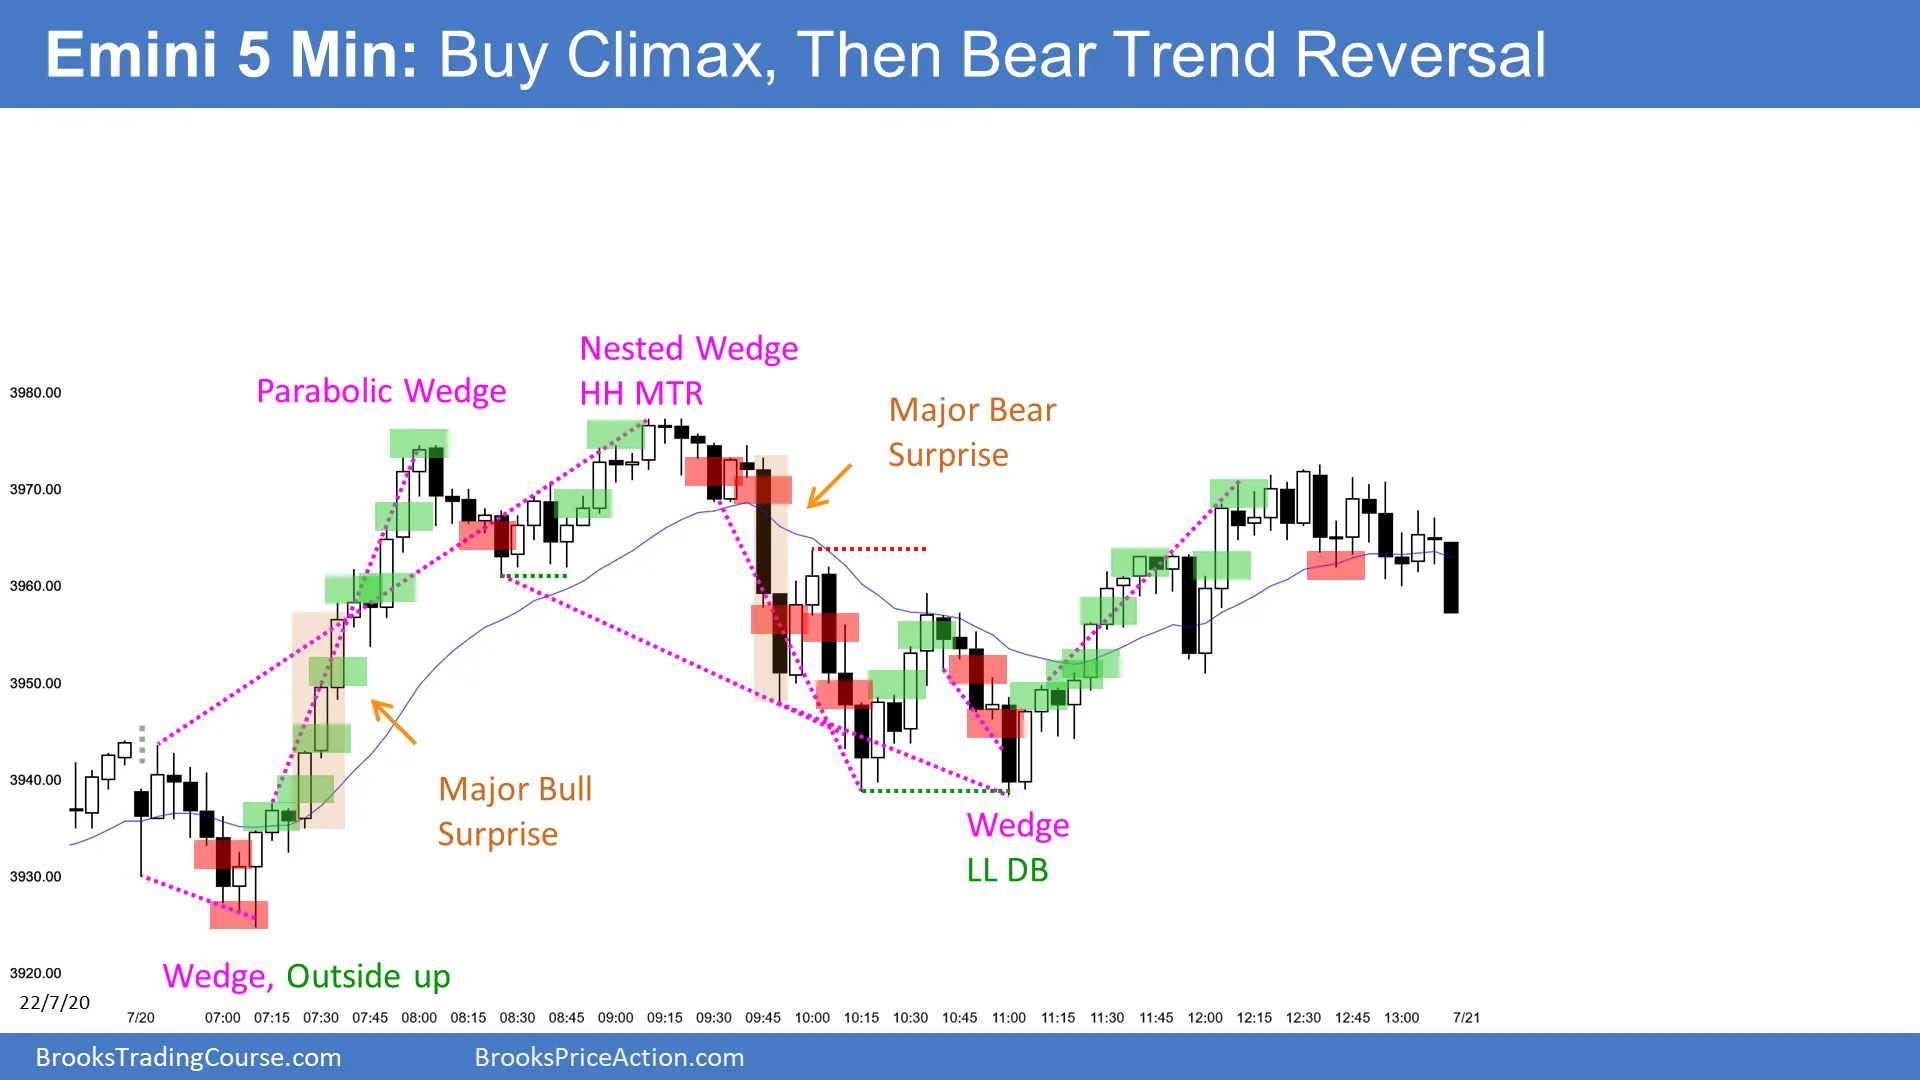 Emini 5 Min: Buy Climax, Then Bear Trend Reversal
Nested Wedge
HH MTR
Parabolic Wedge
Major Bear
Surprise
3980.00
3970.00
3960.00
3950.00
3940.00
3930.00
3920.00
Major Bull
Surprise
Wedge
LL DB
Wedge, Outside up
22/7/20
7/20 07:00 07:15 07:30 07:45 08:00 08:15 08:30 08:45 09:00 09:15 09:30 09:45 10:00 10:15 10:30 10:45 11:00 11:15 11:30 11:45 12:00 12:15 12:30 12:45 13:00 7/21
BrooksTradingCourse.com BrooksPriceAction.com